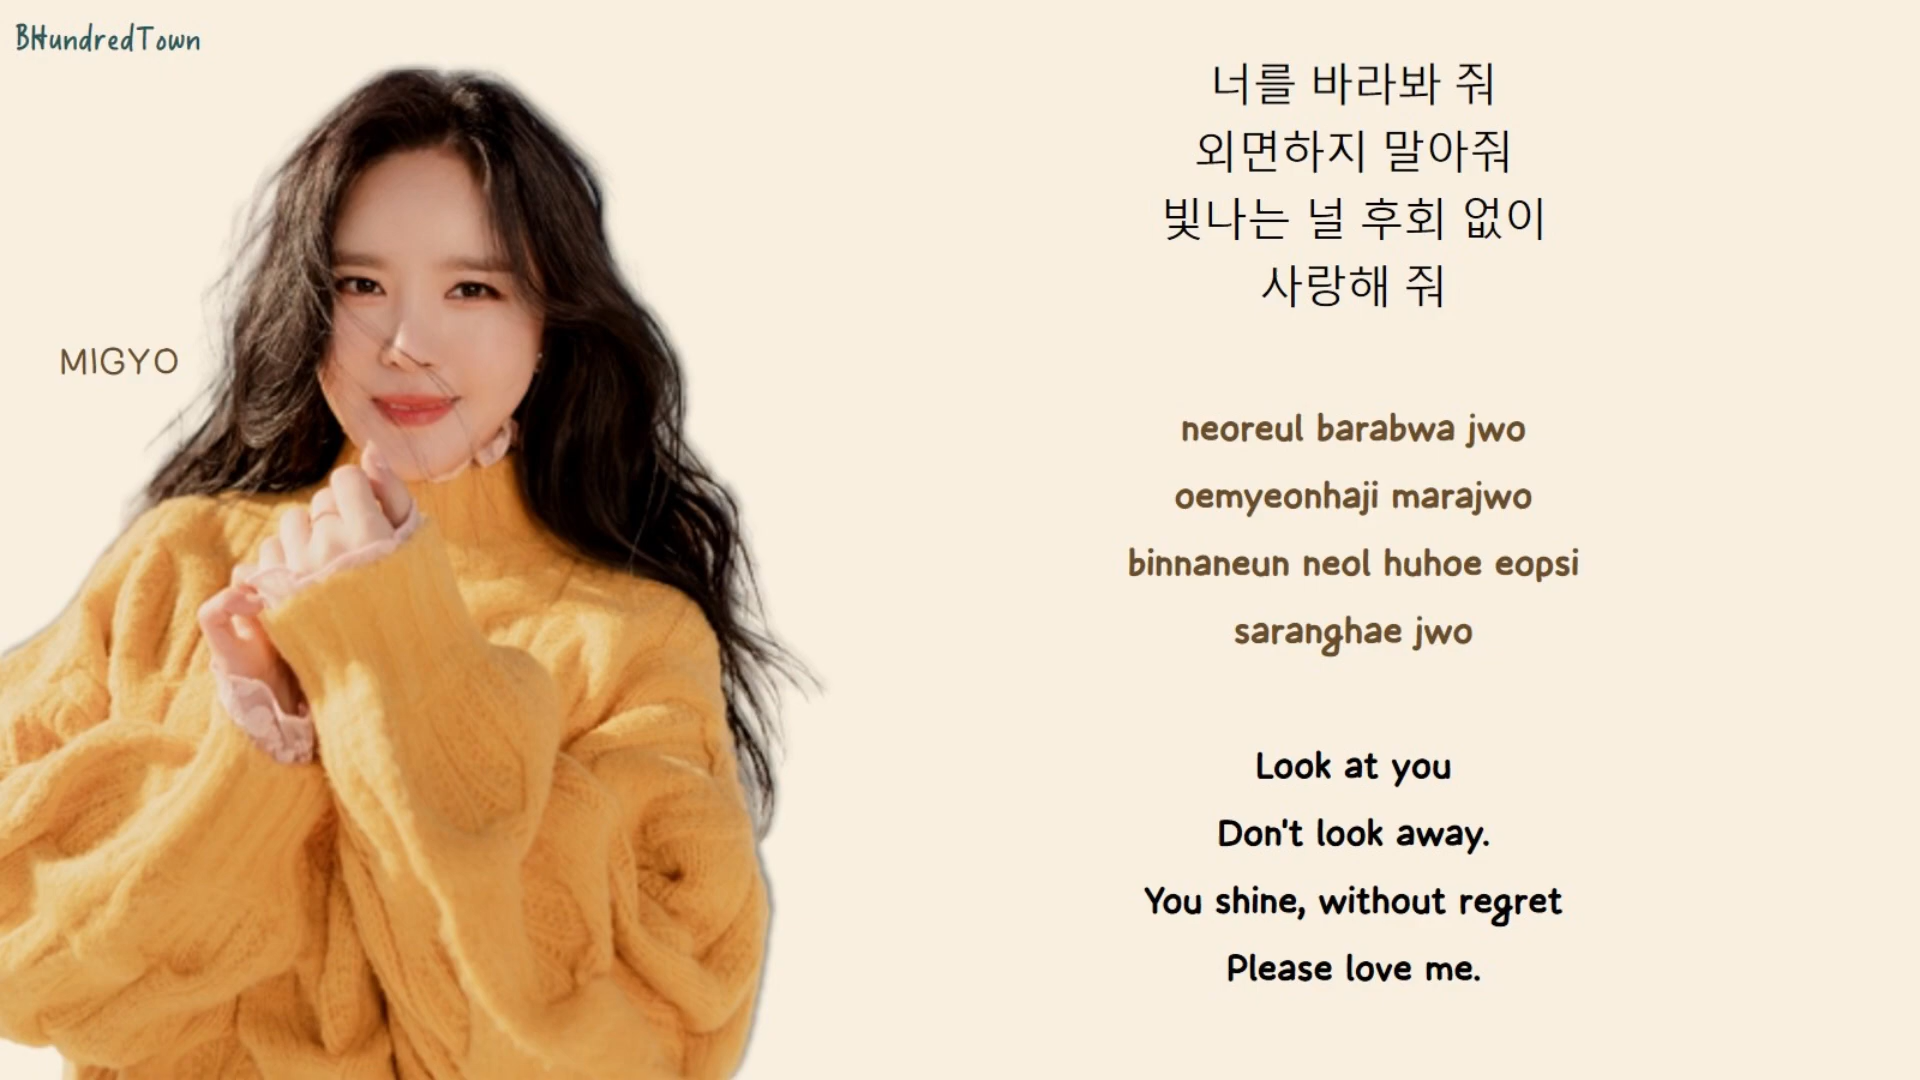 BHundredTown
MIGYO
너를 바라봐 줘
외면하지 말아줘
빛나는 널 후회 없이
사랑해 줘
neoreul barabwa jwo
oemyeonhaji marajwo
binnaneun neol huhoe eopsi
saranghae jwo
Look at you
Don't look away.
You shine, without regret
Please love me.